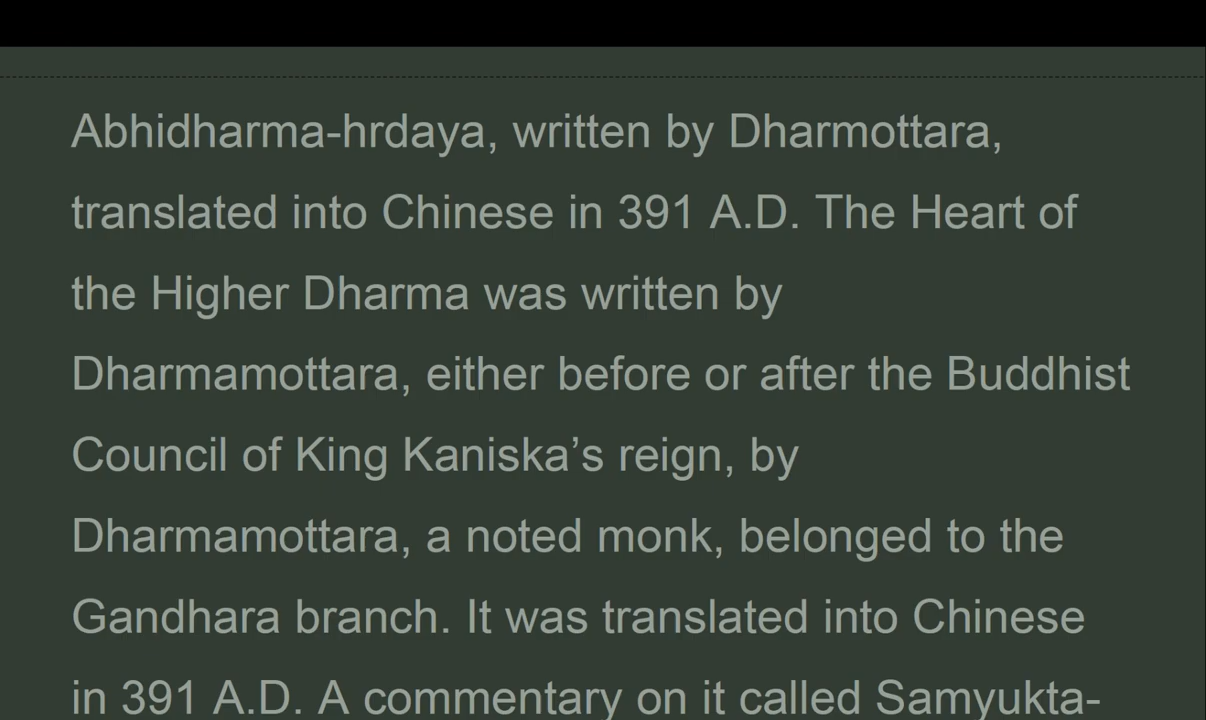 Abhidharma-hrdaya, written by Dharmottara,
translated into Chinese in 391 A.D. The Heart of
the Higher Dharma was written by
Dharmamottara, either before or after the Buddhist
Council of King Kaniska’s reign, by
Dharmamottara, a noted monk, belonged to the
Gandhara branch. It was translated into Chinese
in 391 A.D. A commentary on it called Samyukta-